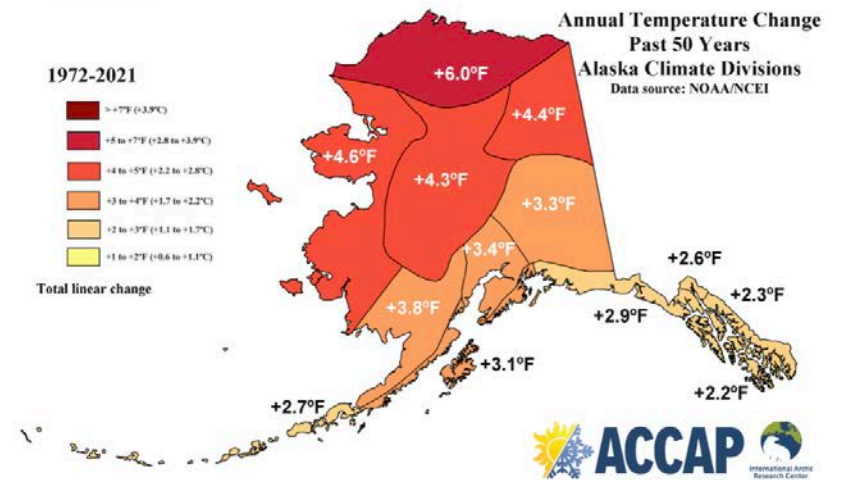 Annual Temperature Change
Past 50 Years
Alaska Climate Divisions
Data source: NOAA/NCEI
1972-2021
> +7°F (+3.9°C)
+5 to +7°F (+2.8 to +3.9°C)
+4 to +5°F (+2.2 to +2.8°C)
+3 to +4°F (+1.7 to +2.2°C)
+2 to +3°F (+1.1 to +1.7°C)
+1 to +2°F (+0.6 to +1.1°C)
Total linear change
+6.0ºF
+4.4ºF
+4.6ºF
+4.3ºF
+3.3ºF
+3.4ºF
+3.8ºF
+2.6ºF
+2.3ºF
+2.9ºF
+3.1ºF
+2.2ºF
+2.7ºF
ACCAP
International Arctic
Research Center